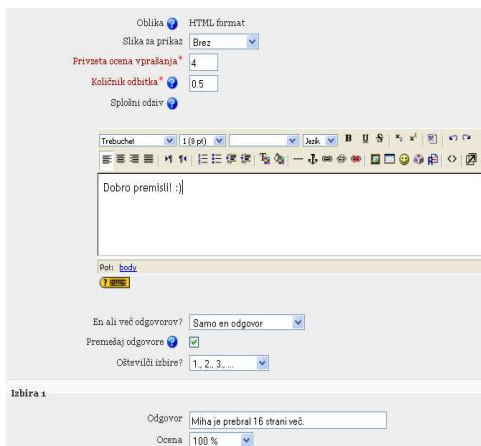 Oblika HTML format
Slika za prikaz Brez
Privzeta ocena vprašanja* 4
Količnik odbitka* 0.5
Splošni odziv
Trebuchet 1 (8 pt) Jezik B U S x₂ x²
Dobro premisli! :)
Pot: body
En ali več odgovorov? Samo en odgovor
Premešaj odgovore
Oštevilči izbire? 1., 2., 3., ...
Izbira 1
Odgovor Miha je prebral 16 strani več.
Ocena 100 %